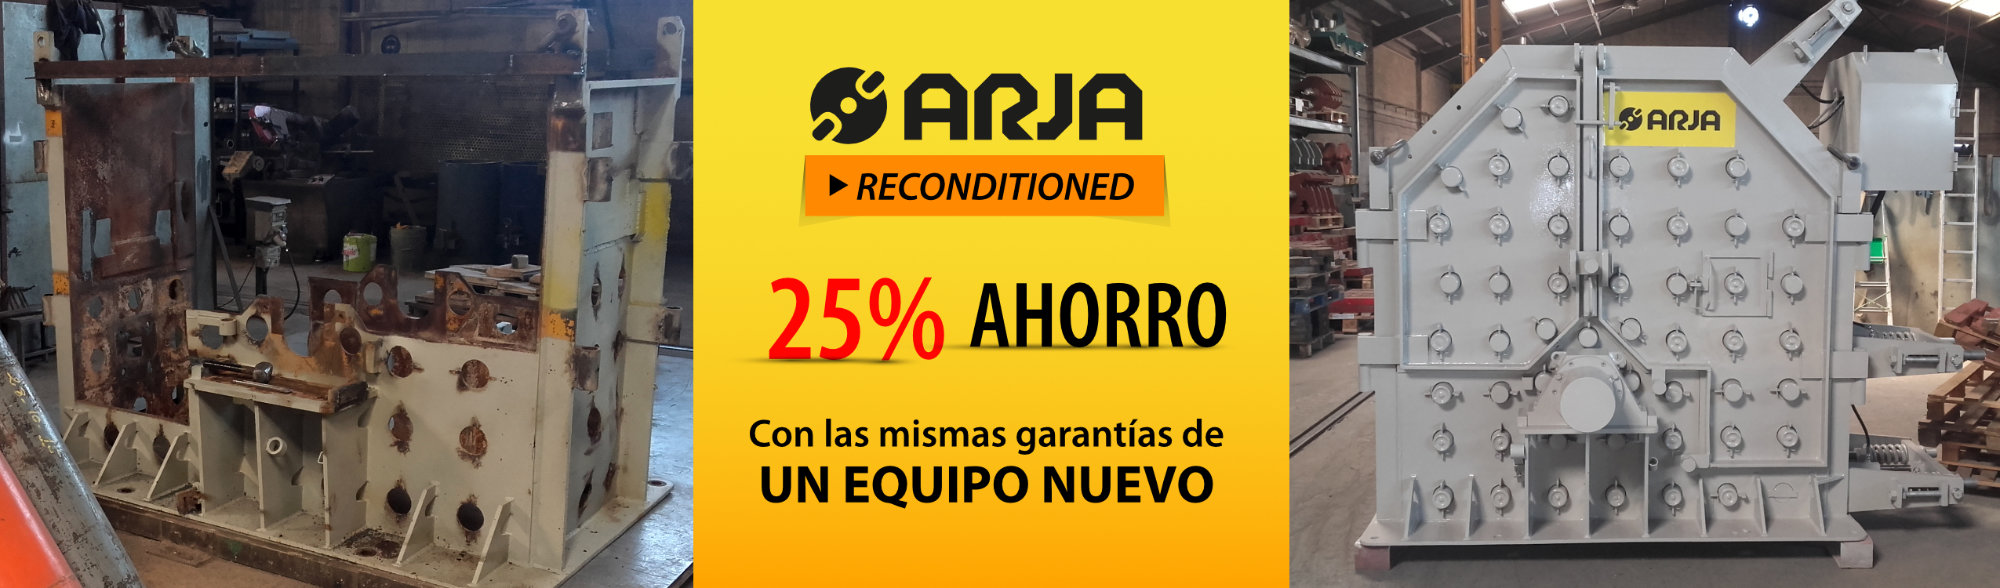 ARJA
RECONDITIONED
25% AHORRO
Con las mismas garantías de
UN EQUIPO NUEVO
ARJA